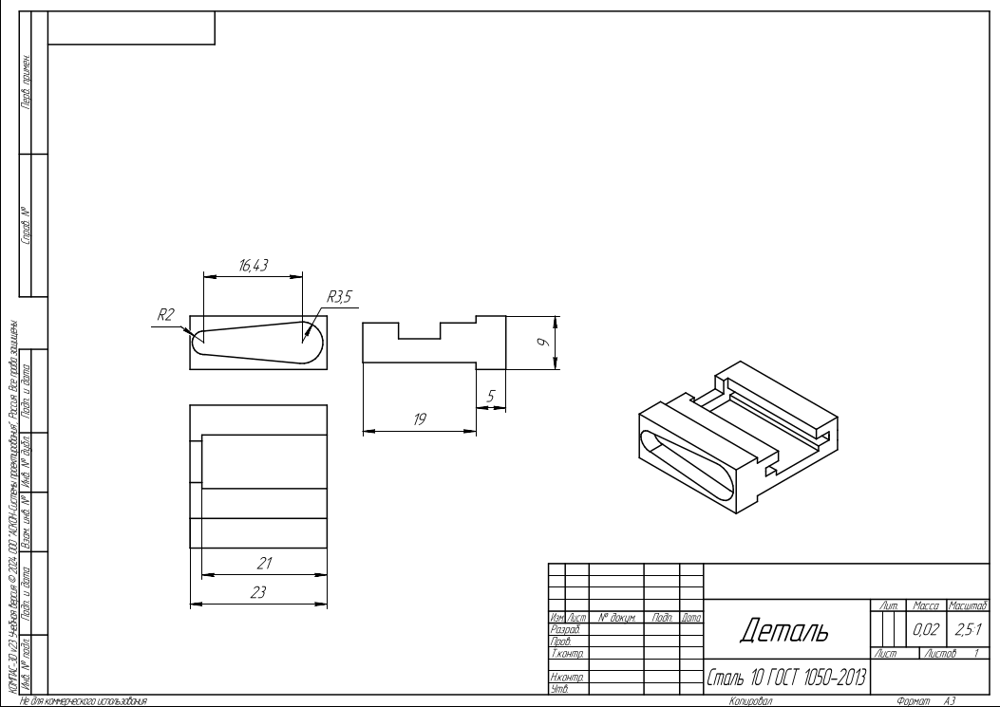 Перв. примен.
Справ. №
Подп. и дата
Инв. № дубл.
Взам. инв. №
Подп. и дата
Инв. № подл.
КОМПАС-3D v23 Учебная версия © 2024 ООО "АСКОН-Системы проектирования", Россия. Все права защищены.
16,43
R2
R3,5
9
5
19
21
23
Изм. Лист № докум. Подп. Дата
Разраб.
Пров.
Т.контр.
Н.контр.
Утв.
Деталь
Лит. Масса Масштаб
0,02 2,5:1
Лист Листов 1
Сталь 10 ГОСТ 1050-2013
Не для коммерческого использования
Копировал
Формат А3